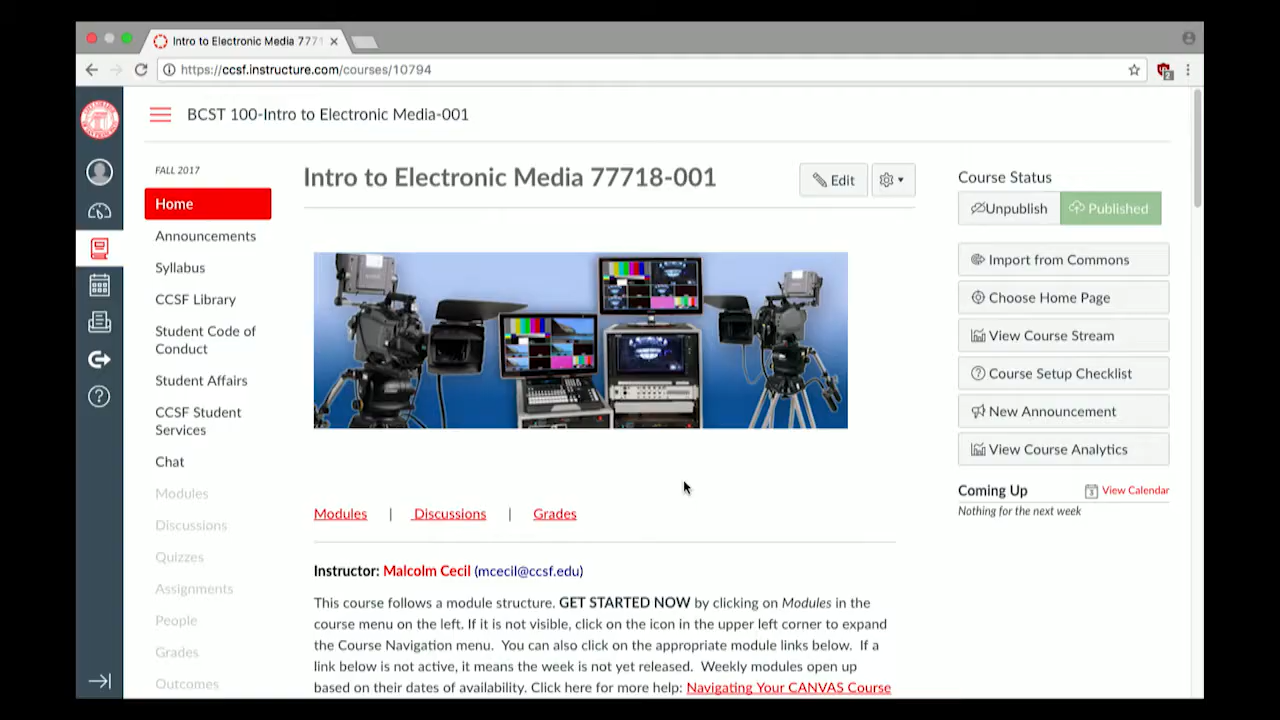 Intro to Electronic Media 7771
https://ccsf.instructure.com/courses/10794
2
BCST 100-Intro to Electronic Media-001
FALL 2017
Home
Announcements
Syllabus
CCSF Library
Student Code of
Conduct
Student Affairs
CCSF Student
Services
Chat
Modules
Discussions
Quizzes
Assignments
People
Grades
Outcomes
Intro to Electronic Media 77718-001
Edit
Modules | Discussions | Grades
Instructor: Malcolm Cecil (mcecil@ccsf.edu)
This course follows a module structure. GET STARTED NOW by clicking on Modules in the
course menu on the left. If it is not visible, click on the icon in the upper left corner to expand
the Course Navigation menu. You can also click on the appropriate module links below. If a
link below is not active, it means the week is not yet released. Weekly modules open up
based on their dates of availability. Click here for more help: Navigating Your CANVAS Course
Course Status
Unpublish Published
Import from Commons
Choose Home Page
View Course Stream
Course Setup Checklist
New Announcement
View Course Analytics
Coming Up View Calendar
Nothing for the next week